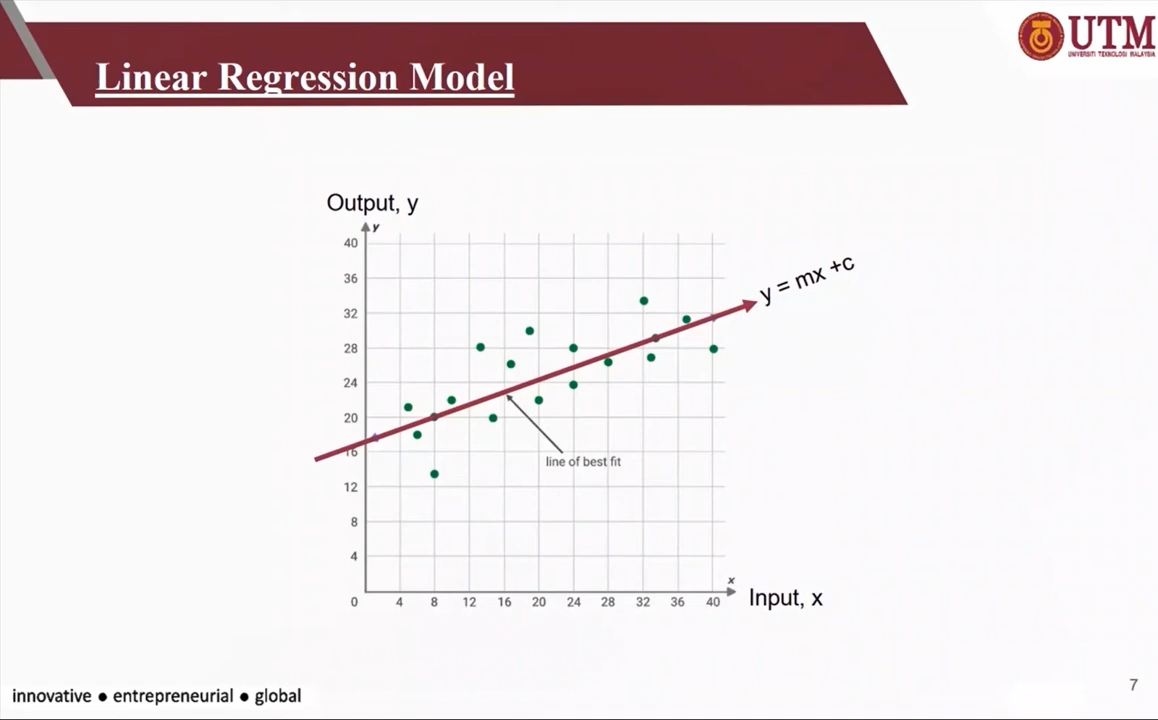 Linear Regression Model
UTM
UNIVERSITI TEKNOLOGI MALAYSIA
Output, y
y
40
36
32
28
24
20
16
12
8
4
0
4 8 12 16 20 24 28 32 36 40
x
Input, x
y = mx +c
line of best fit
innovative ● entrepreneurial ● global
7